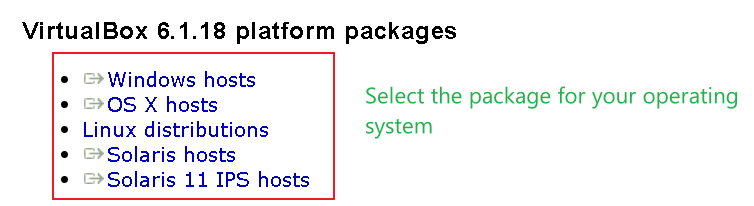 VirtualBox 6.1.18 platform packages
Windows hosts
OS X hosts
Linux distributions
Solaris hosts
Solaris 11 IPS hosts
Select the package for your operating
system